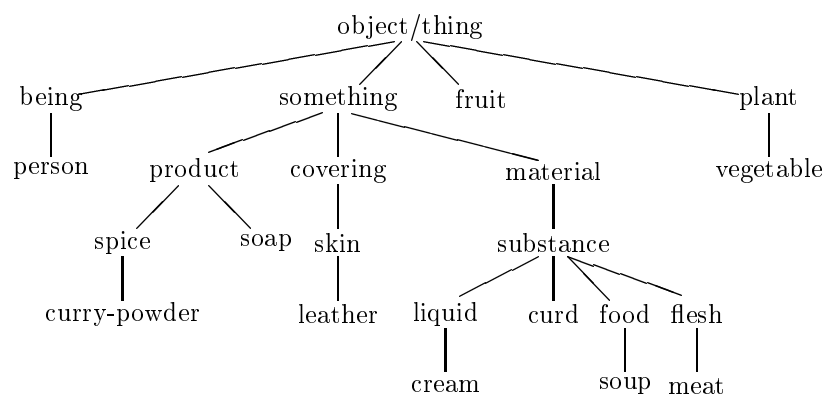 object/thing
being something fruit plant
person product covering material vegetable
spice soap skin substance
curry-powder leather liquid curd food flesh
cream soup meat